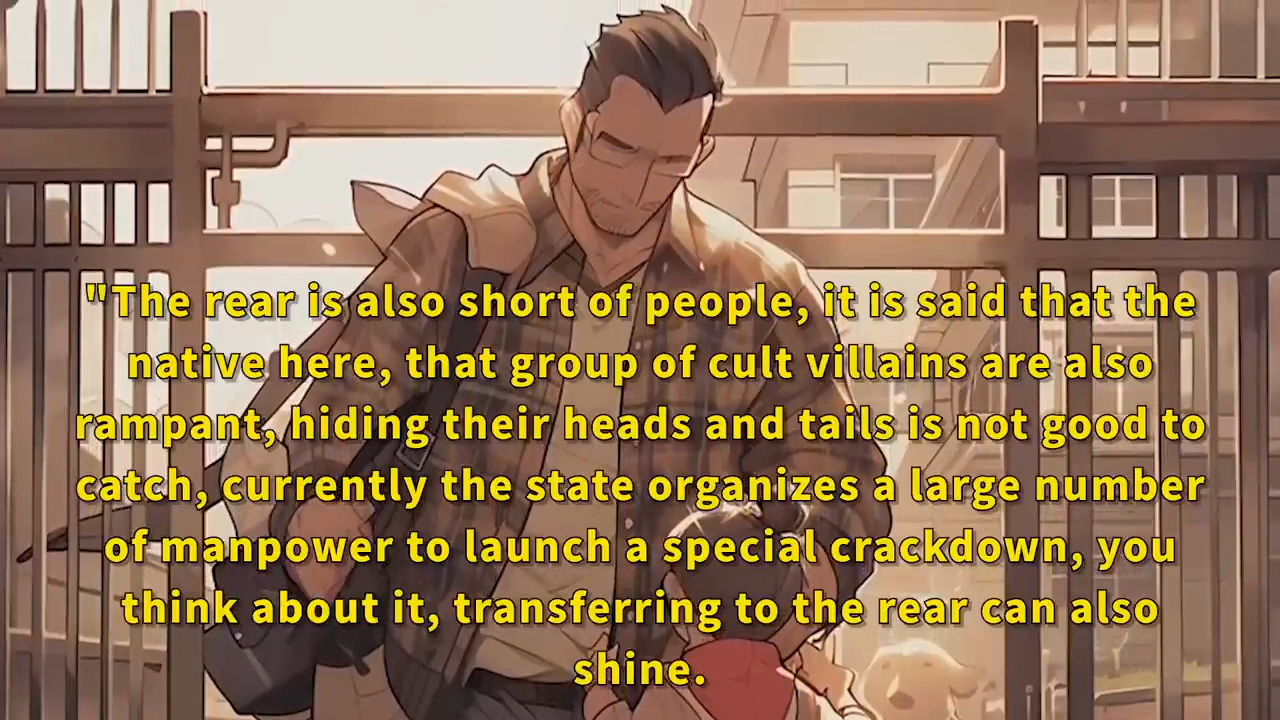 "The rear is also short of people, it is said that the
native here, that group of cult villains are also
rampant, hiding their heads and tails is not good to
catch, currently the state organizes a large number
of manpower to launch a special crackdown, you
think about it, transferring to the rear can also
shine.